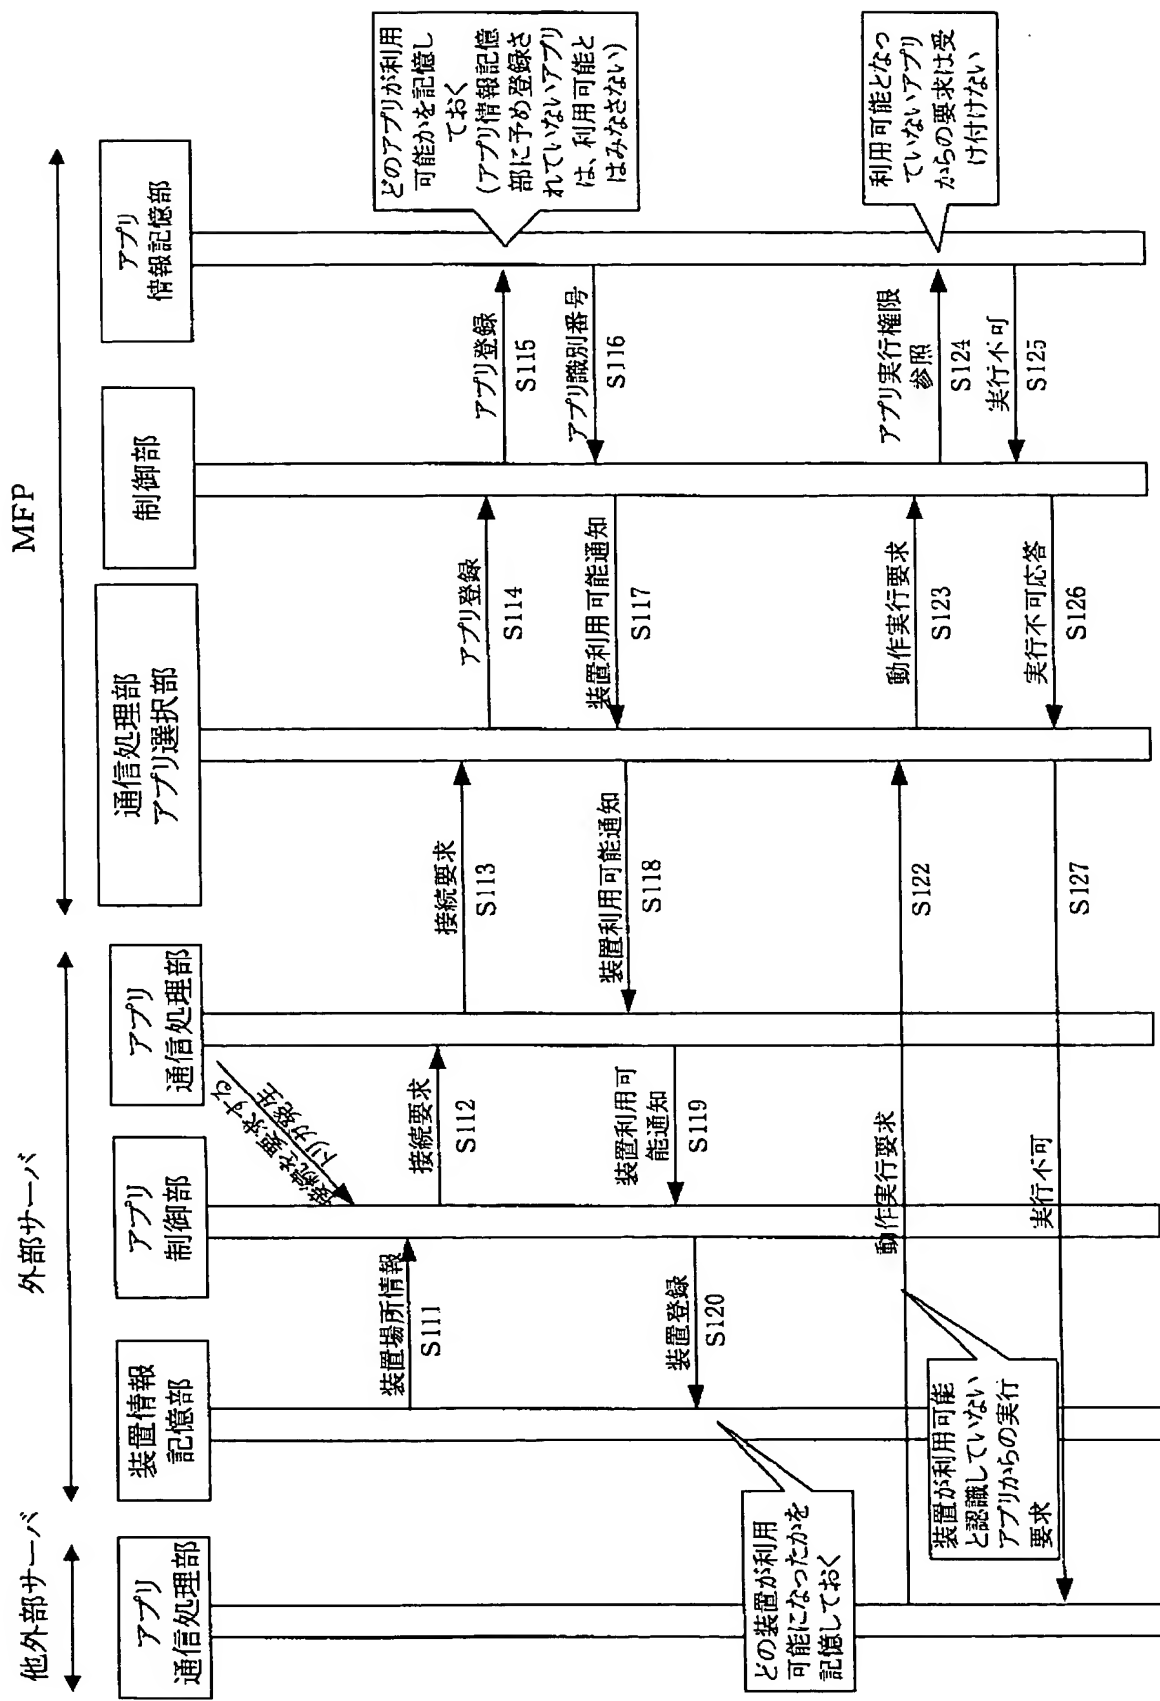 他外部サーバ
外部サーバ
MFP
アプリ
通信処理部
装置情報
記憶部
アプリ
制御部
アプリ
通信処理部
通信処理部
アプリ選択部
制御部
アプリ
情報記憶部
接続を要求する
トリガ発生
装置場所情報
S111
接続要求
S112
接続要求
S113
アプリ登録
S114
アプリ登録
S115
どのアプリが利用
可能かを記憶し
ておく
(アプリ情報記憶
部に予め登録さ
れていないアプリ
は、利用可能と
はみなさない)
アプリ識別番号
S116
装置利用可能通知
S117
装置利用可能通知
S118
装置利用可
能通知
S119
装置登録
S120
どの装置が利用
可能になったかを
記憶しておく
動作実行要求
S122
装置が利用可能
と認識していない
アプリからの実行
要求
動作実行要求
S123
アプリ実行権限
参照
S124
利用可能となっ
ていないアプリ
からの要求は受
け付けない
実行不可
S125
実行不可応答
S126
実行不可
S127